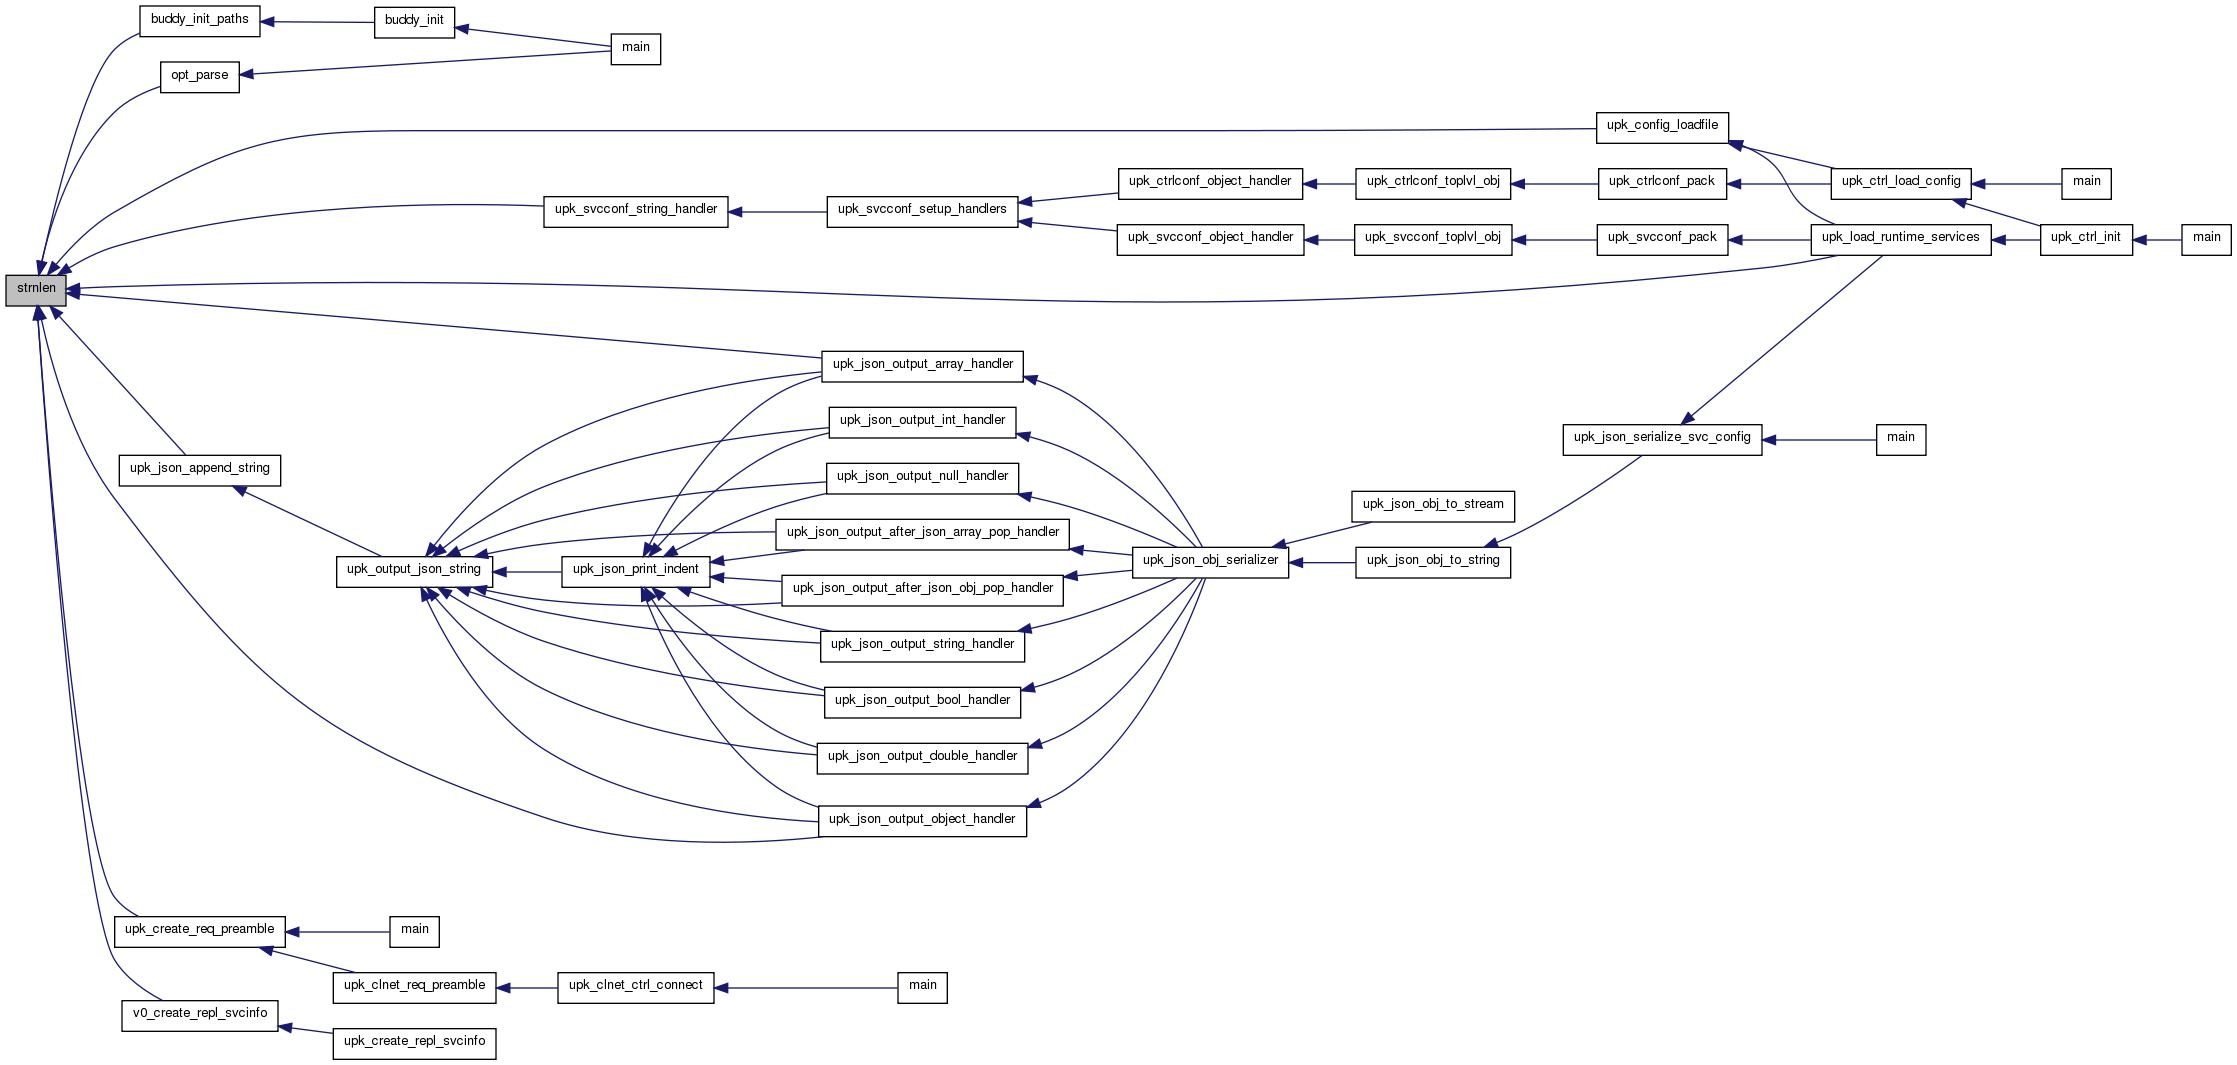 buddy_init_paths
buddy_init
main
opt_parse
upk_config_loadfile
upk_ctrlconf_object_handler
upk_ctrlconf_toplvl_obj
upk_ctrlconf_pack
upk_ctrl_load_config
main
upk_svcconf_string_handler
upk_svcconf_setup_handlers
upk_svcconf_object_handler
upk_svcconf_toplvl_obj
upk_svcconf_pack
upk_load_runtime_services
upk_ctrl_init
main
strnlen
upk_json_output_array_handler
upk_json_output_int_handler
upk_json_serialize_svc_config
main
upk_json_append_string
upk_json_output_null_handler
upk_json_obj_to_stream
upk_json_output_after_json_array_pop_handler
upk_output_json_string
upk_json_print_indent
upk_json_obj_serializer
upk_json_obj_to_string
upk_json_output_after_json_obj_pop_handler
upk_json_output_string_handler
upk_json_output_bool_handler
upk_json_output_double_handler
upk_json_output_object_handler
upk_create_req_preamble
main
upk_clnet_req_preamble
upk_clnet_ctrl_connect
main
v0_create_repl_svcinfo
upk_create_repl_svcinfo